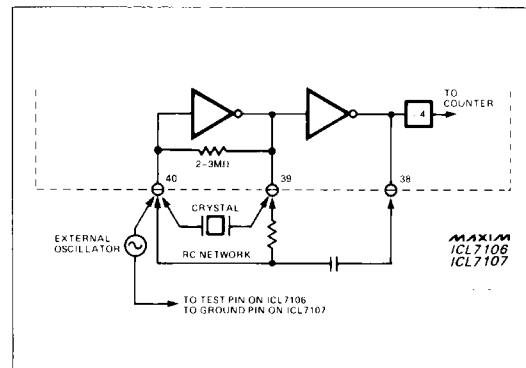 TO
COUNTER
4
2-3MΩ
40
39
38
CRYSTAL
EXTERNAL
OSCILLATOR
RC NETWORK
MAXIM
ICL7106
ICL7107
TO TEST PIN ON ICL7106
TO GROUND PIN ON ICL7107